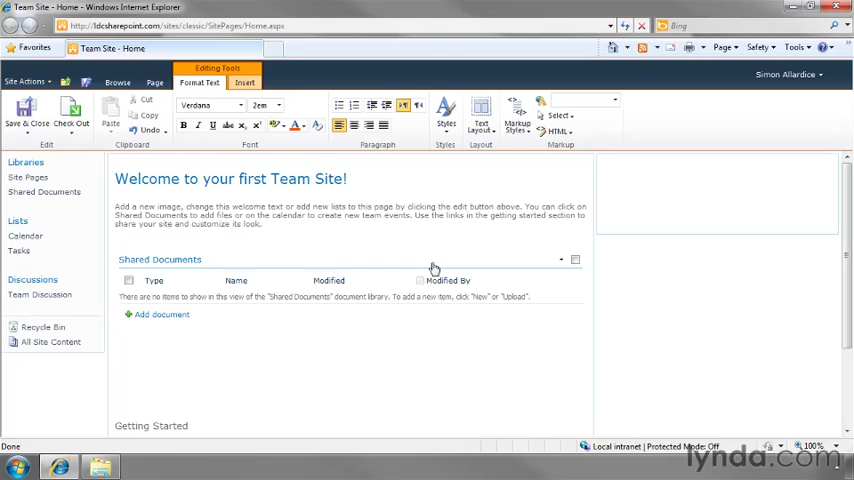 Team Site - Home - Windows Internet Explorer
http://ldcsharepoint.com/sites/classic/SitePages/Home.aspx
Bing
Favorites
Team Site - Home
Page
Safety
Tools
Editing Tools
Site Actions
Browse
Page
Format Text
Insert
Simon Allardice
Save & Close
Check Out
Paste
Cut
Copy
Undo
Verdana
2em
B I U abc x₂ x²
Styles
Text Layout
Markup Styles
Select
HTML
Edit
Clipboard
Font
Paragraph
Styles
Layout
Markup
Libraries
Site Pages
Shared Documents
Lists
Calendar
Tasks
Discussions
Team Discussion
Recycle Bin
All Site Content
Welcome to your first Team Site!
Add a new image, change this welcome text or add new lists to this page by clicking the edit button above. You can click on
Shared Documents to add files or on the calendar to create new team events. Use the links in the getting started section to
share your site and customize its look.
Shared Documents
Type Name Modified Modified By
There are no items to show in this view of the "Shared Documents" document library. To add a new item, click "New" or "Upload".
Add document
Getting Started
Done
Local intranet | Protected Mode: Off
100%
lynda.com